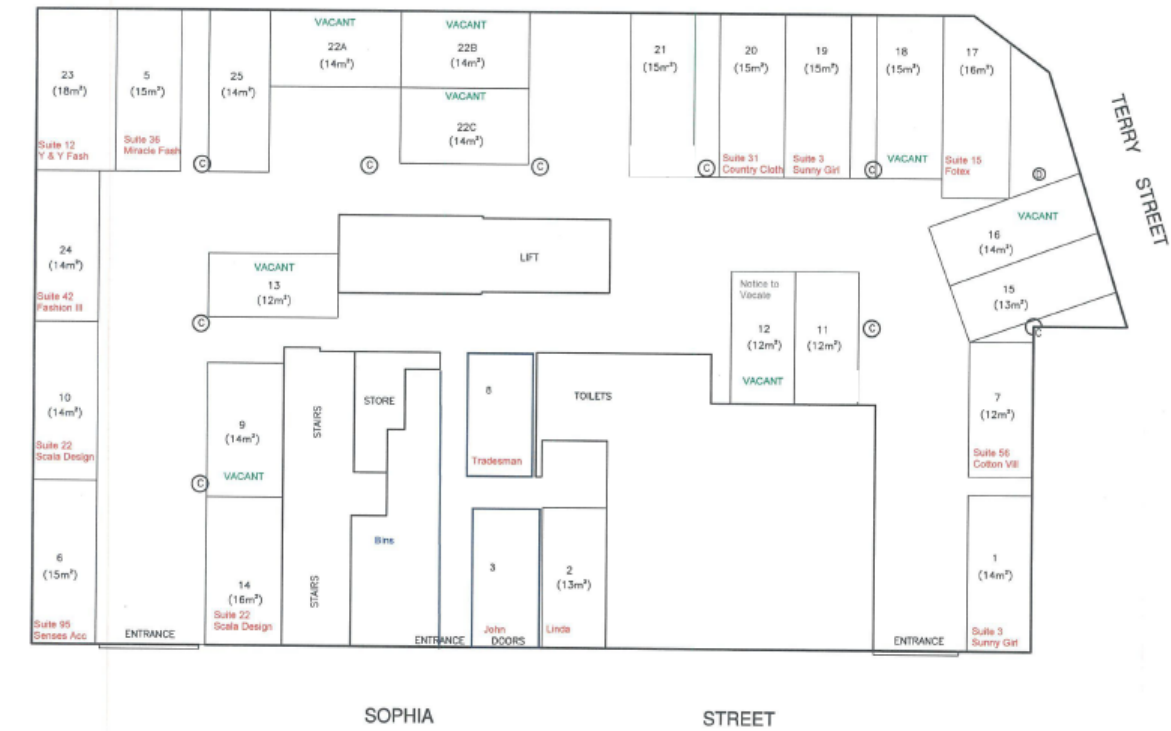 23
(18m²)
Suite 12
Y & Y Fash
5
(15m²)
Suite 36
Miracle Fash
25
(14m²)
VACANT
22A
(14m²)
VACANT
22B
(14m²)
VACANT
22C
(14m²)
21
(15m²)
20
(15m²)
Suite 31
Country Cloth
19
(15m²)
Suite 3
Sunny Girl
18
(15m²)
VACANT
17
(16m²)
Suite 15
Fotex
TERRY STREET
C
C
C
C
C
VACANT
16
(14m²)
15
(13m²)
C
24
(14m²)
Suite 42
Fashion III
VACANT
13
(12m²)
C
LIFT
Notice to
Vacate
12
(12m²)
VACANT
11
(12m²)
C
10
(14m²)
Suite 22
Scala Design
9
(14m²)
VACANT
C
STAIRS
STORE
8
Tradesman
TOILETS
7
(12m²)
Suite 56
Cotton Vill
6
(15m²)
Suite 95
Senses Acc
ENTRANCE
14
(16m²)
Suite 22
Scala Design
STAIRS
Bins
ENTRANCE
3
John
DOORS
2
(13m²)
Linda
ENTRANCE
1
(14m²)
Suite 3
Sunny Girl
SOPHIA STREET